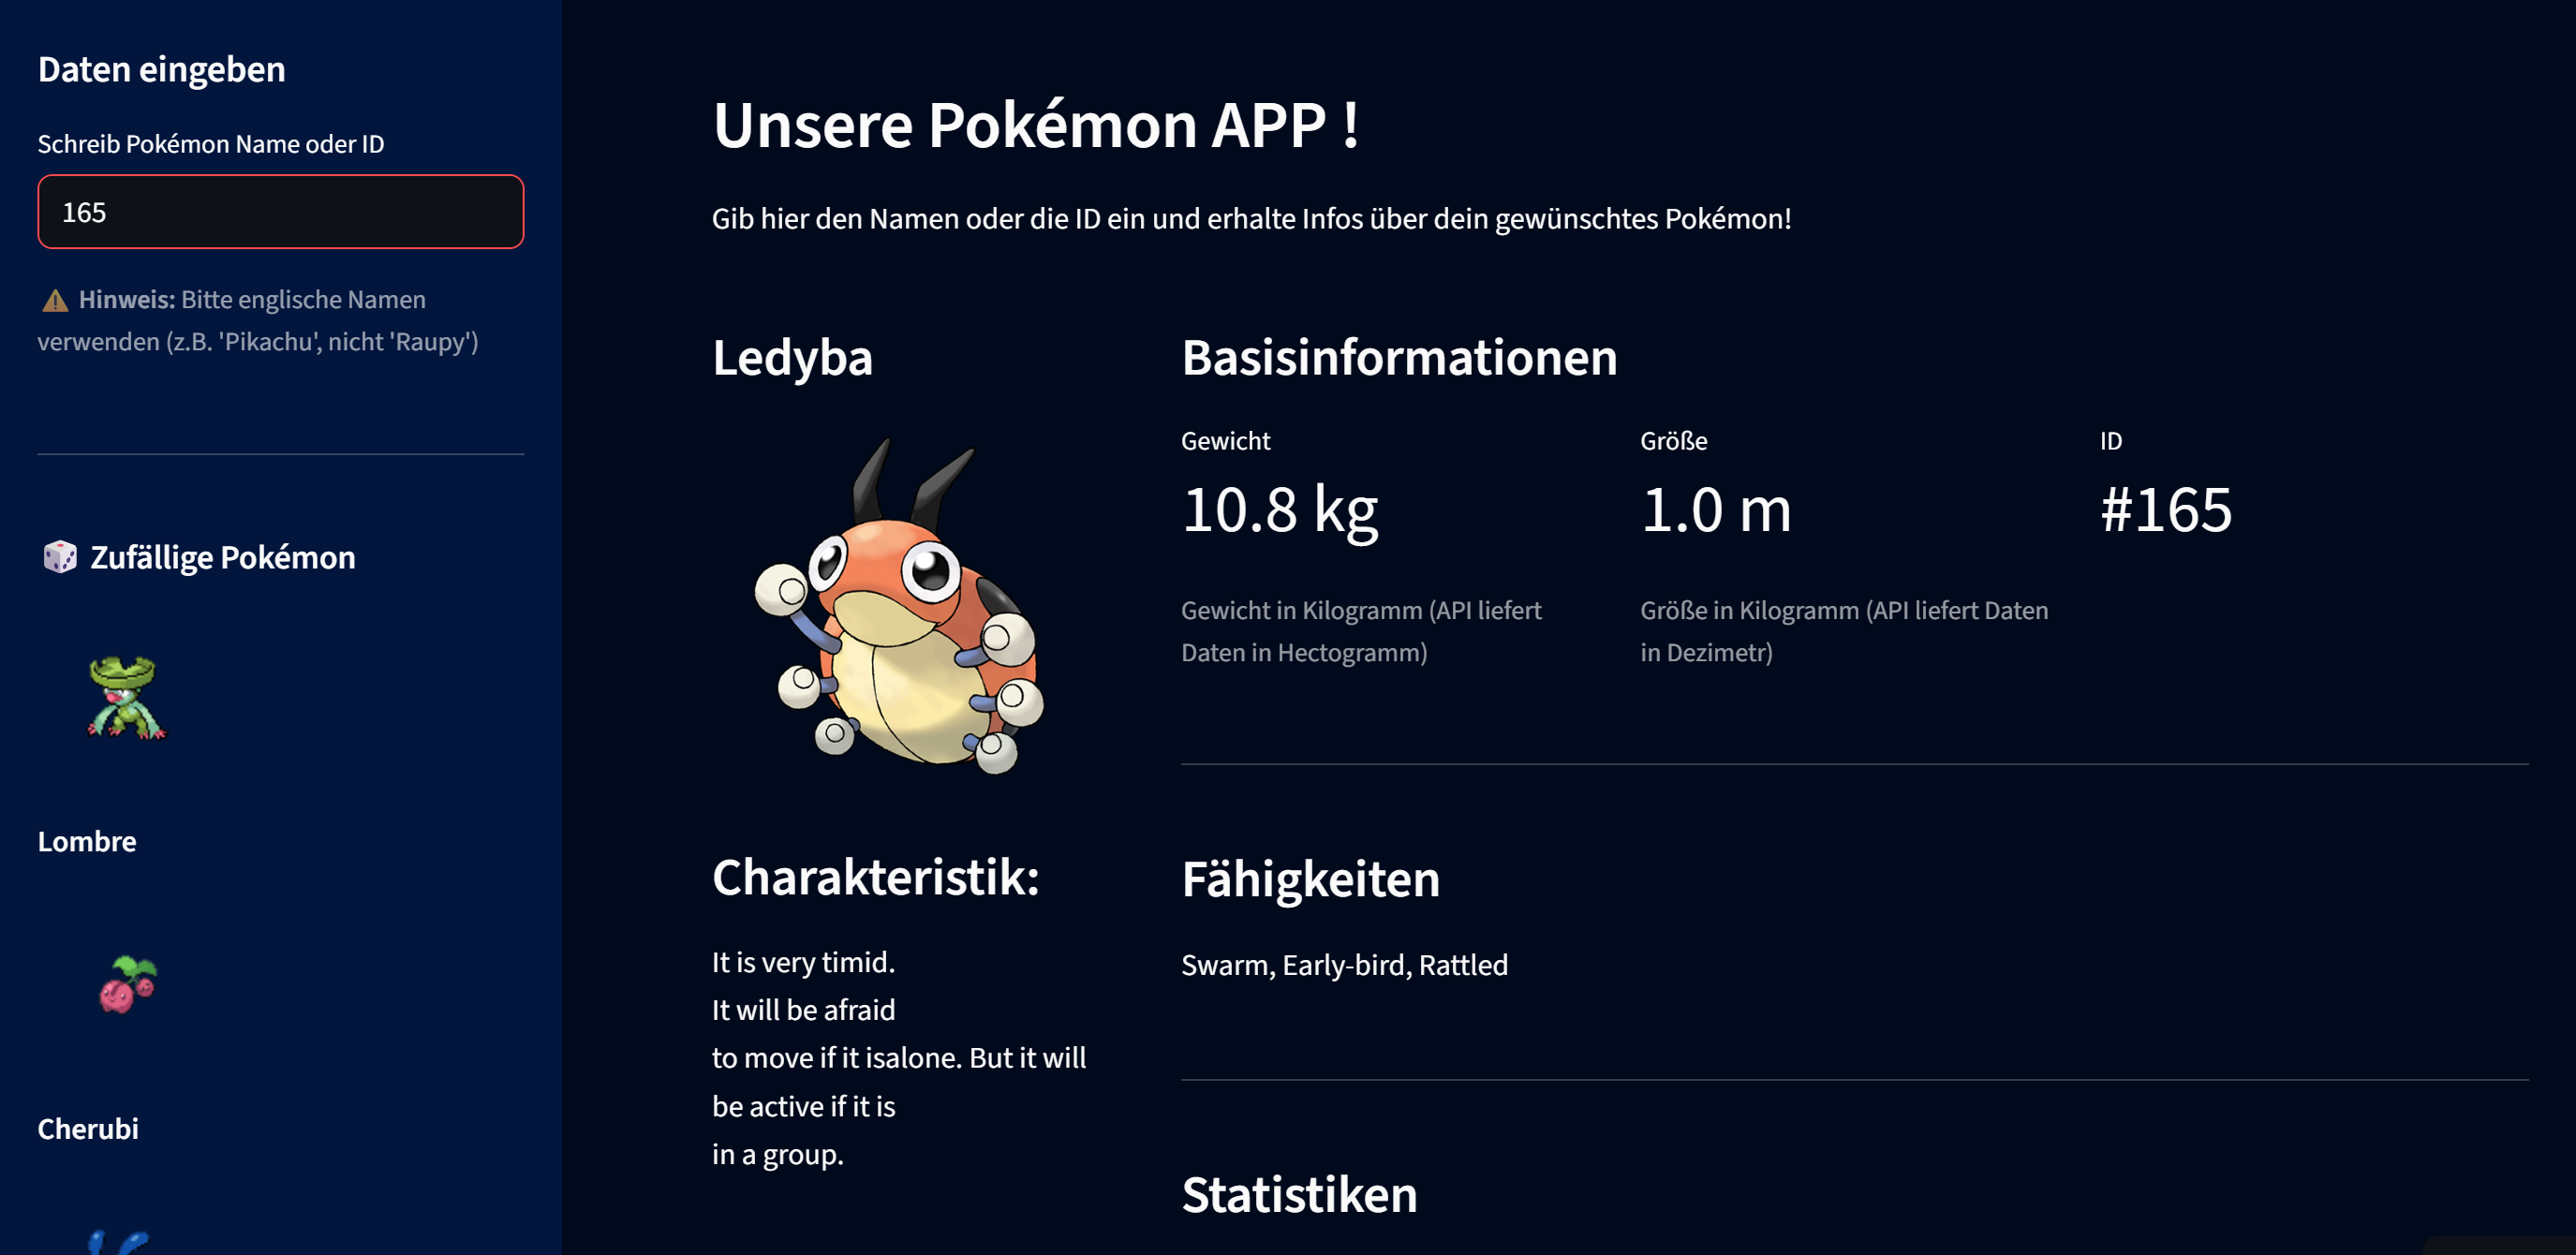 Daten eingeben
Schreib Pokémon Name oder ID
165
Hinweis: Bitte englische Namen
verwenden (z.B. 'Pikachu', nicht 'Raupy')
Zufällige Pokémon
Lombre
Cherubi
Unsere Pokémon APP !
Gib hier den Namen oder die ID ein und erhalte Infos über dein gewünschtes Pokémon!
Ledyba
Charakteristik:
It is very timid.
It will be afraid
to move if it isalone. But it will
be active if it is
in a group.
Basisinformationen
Gewicht
10.8 kg
Gewicht in Kilogramm (API liefert
Daten in Hectogramm)
Größe
1.0 m
Größe in Kilogramm (API liefert Daten
in Dezimetr)
ID
#165
Fähigkeiten
Swarm, Early-bird, Rattled
Statistiken